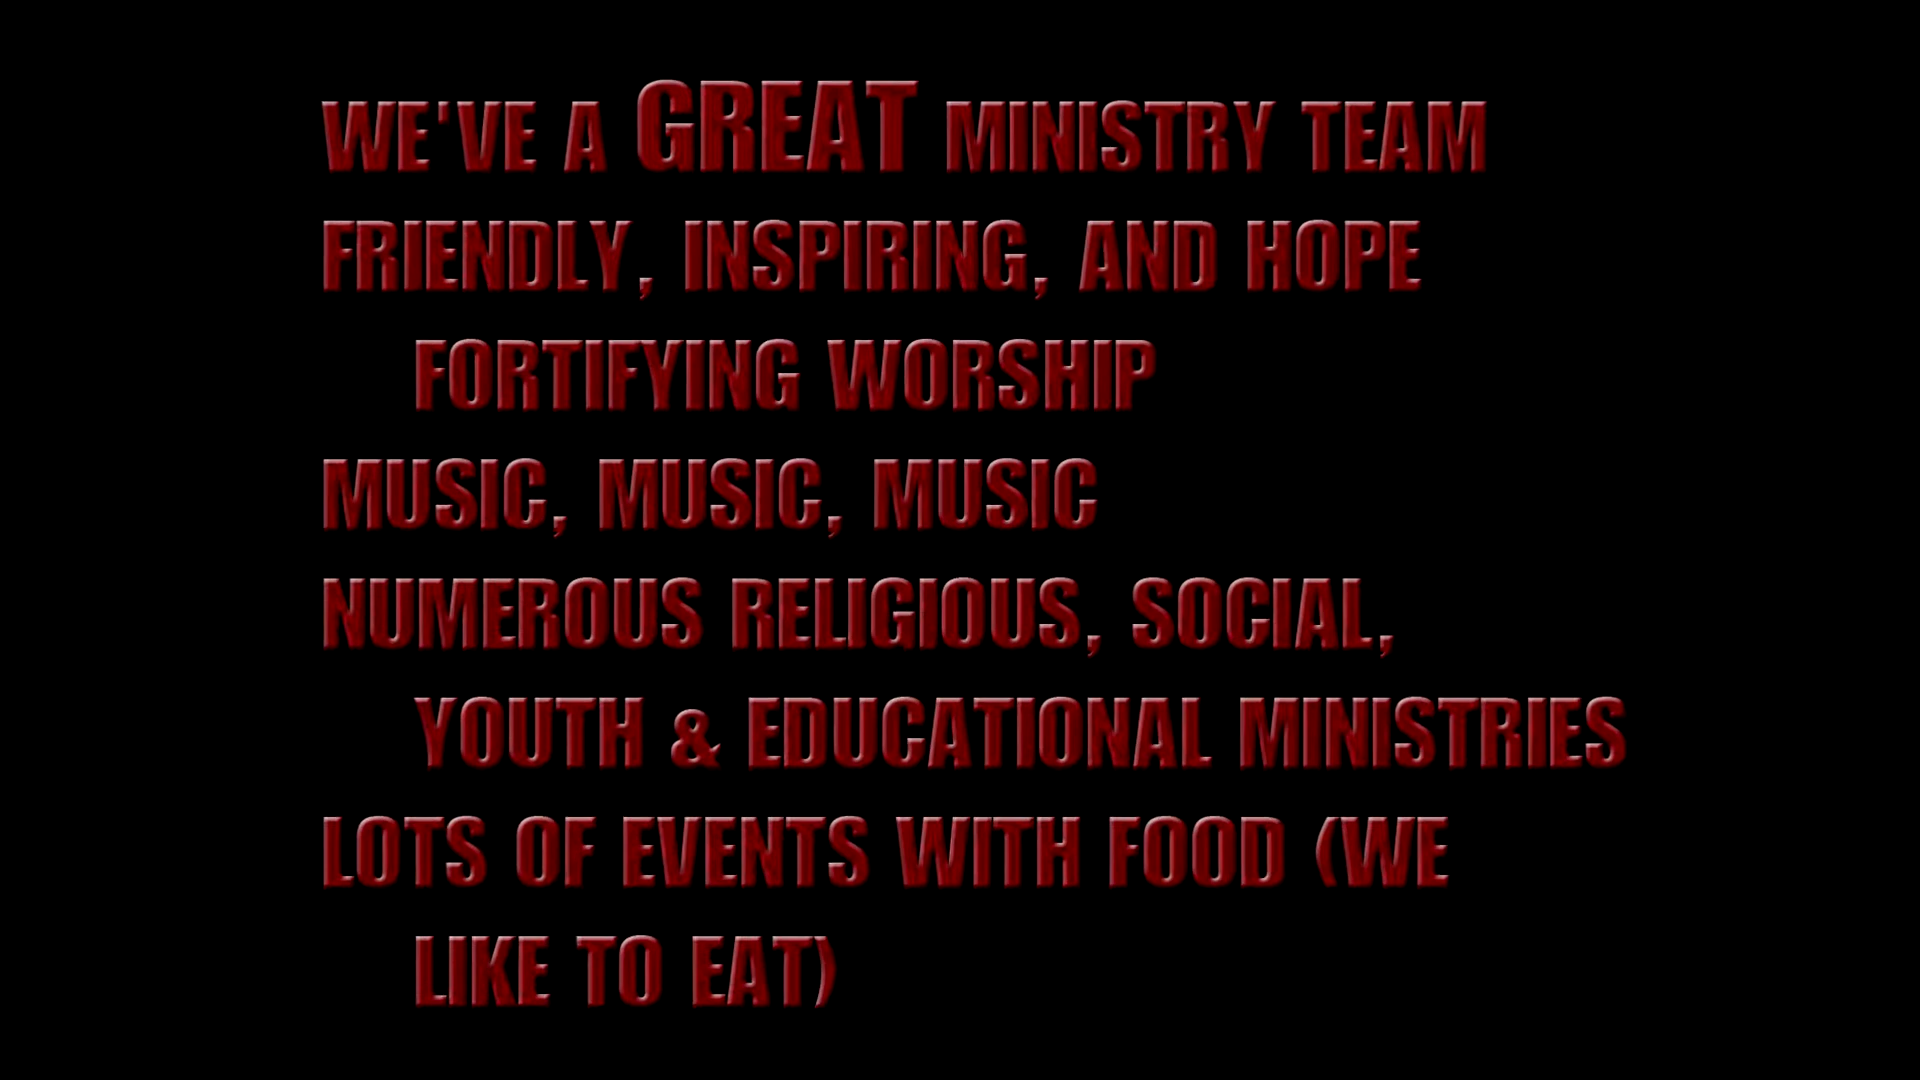 WE'VE A GREAT MINISTRY TEAM
FRIENDLY, INSPIRING, AND HOPE
FORTIFYING WORSHIP
MUSIC, MUSIC, MUSIC
NUMEROUS RELIGIOUS, SOCIAL,
YOUTH & EDUCATIONAL MINISTRIES
LOTS OF EVENTS WITH FOOD (WE
LIKE TO EAT)